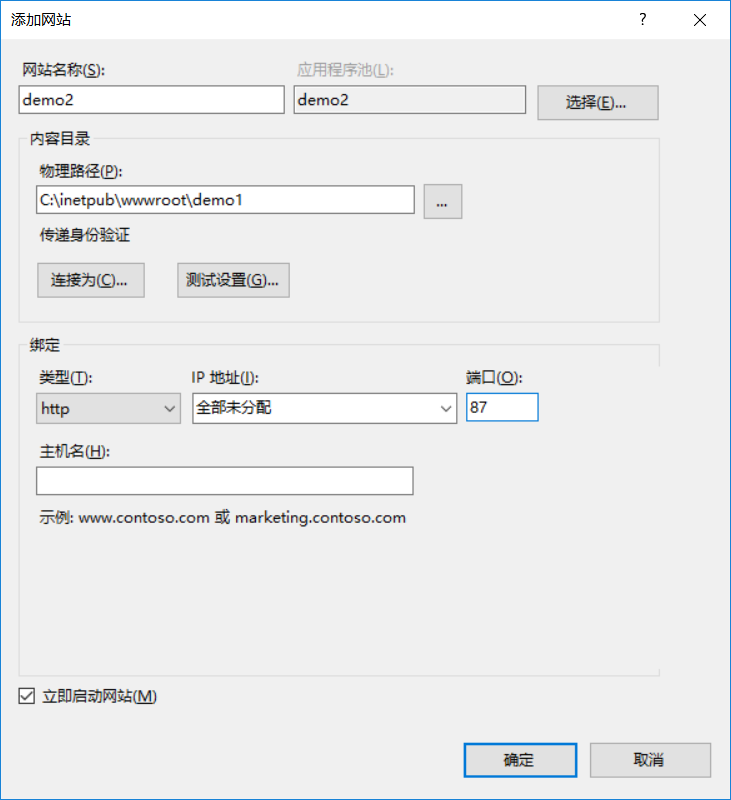 添加网站 ?
网站名称(S): 应用程序池(L):
demo2 demo2 选择(E)...
内容目录
物理路径(P):
C:\inetpub\wwwroot\demo1 ...
传递身份验证
连接为(C)... 测试设置(G)...
绑定
类型(T): IP 地址(I): 端口(O):
http 全部未分配 87
主机名(H):
示例: www.contoso.com 或 marketing.contoso.com
立即启动网站(M)
确定 取消